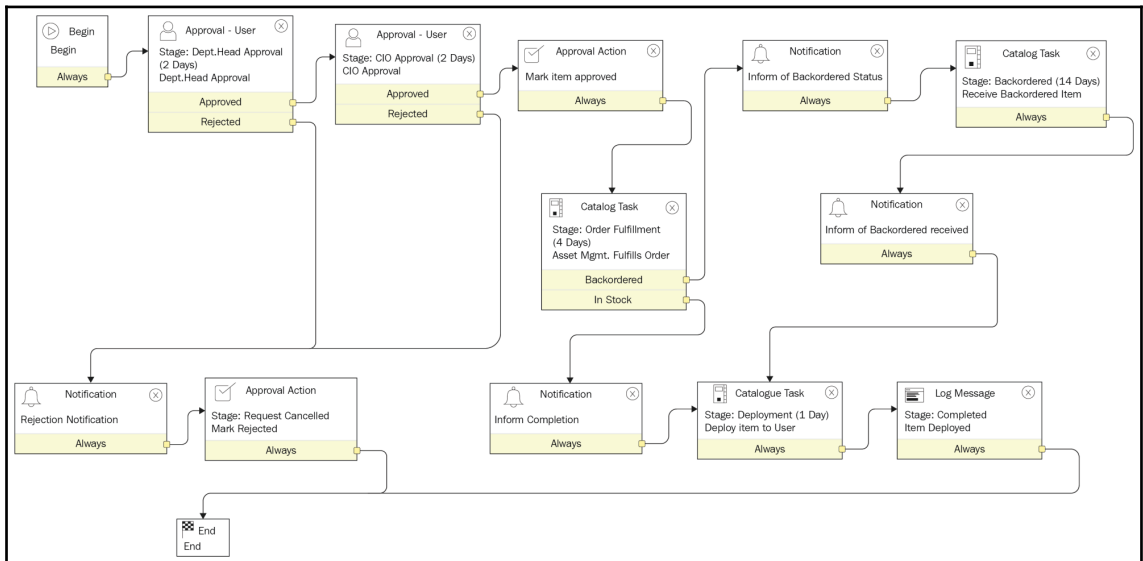 Begin
Begin
Always
Approval - User
Stage: Dept.Head Approval
(2 Days)
Dept.Head Approval
Approved
Rejected
Approval - User
Stage: CIO Approval (2 Days)
CIO Approval
Approved
Rejected
Approval Action
Mark item approved
Always
Notification
Inform of Backordered Status
Always
Catalog Task
Stage: Backordered (14 Days)
Receive Backordered Item
Always
Catalog Task
Stage: Order Fulfillment
(4 Days)
Asset Mgmt. Fulfills Order
Backordered
In Stock
Notification
Inform of Backordered received
Always
Notification
Rejection Notification
Always
Approval Action
Stage: Request Cancelled
Mark Rejected
Always
Notification
Inform Completion
Always
Catalogue Task
Stage: Deployment (1 Day)
Deploy item to User
Always
Log Message
Stage: Completed
Item Deployed
Always
End
End